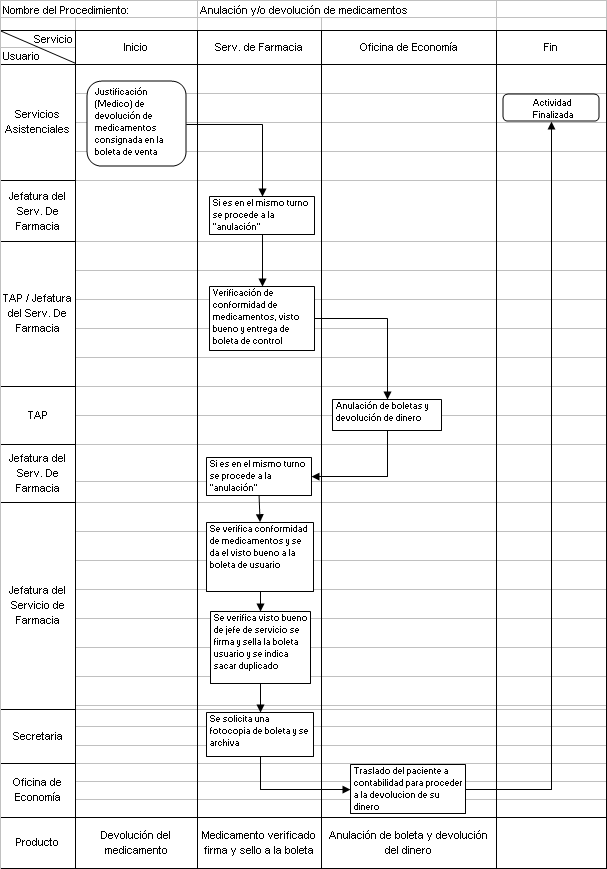 Nombre del Procedimiento: Anulación y/o devolución de medicamentos
Servicio
Usuario
Inicio
Serv. de Farmacia
Oficina de Economía
Fin
Servicios
Asistenciales
Justificación
(Medico) de
devolución de
medicamentos
consignada en la
boleta de venta
Actividad
Finalizada
Jefatura del
Serv. De
Farmacia
Si es en el mismo turno
se procede a la
"anulación"
TAP / Jefatura
del Serv. De
Farmacia
Verificación de
conformidad de
medicamentos, visto
bueno y entrega de
boleta de control
TAP
Anulación de boletas y
devolución de dinero
Jefatura del
Serv. De
Farmacia
Si es en el mismo turno
se procede a la
"anulación"
Jefatura del
Servicio de
Farmacia
Se verifica conformidad
de medicamentos y se
da el visto bueno a la
boleta de usuario
Se verifica visto bueno
de jefe de servicio se
firma y sella la boleta
usuario y se indica
sacar duplicado
Secretaria
Se solicita una
fotocopia de boleta y se
archiva
Oficina de
Economía
Traslado del paciente a
contabilidad para proceder
a la devolucion de su
dinero
Producto
Devolución del
medicamento
Medicamento verificado
firma y sello a la boleta
Anulación de boleta y devolución
del dinero